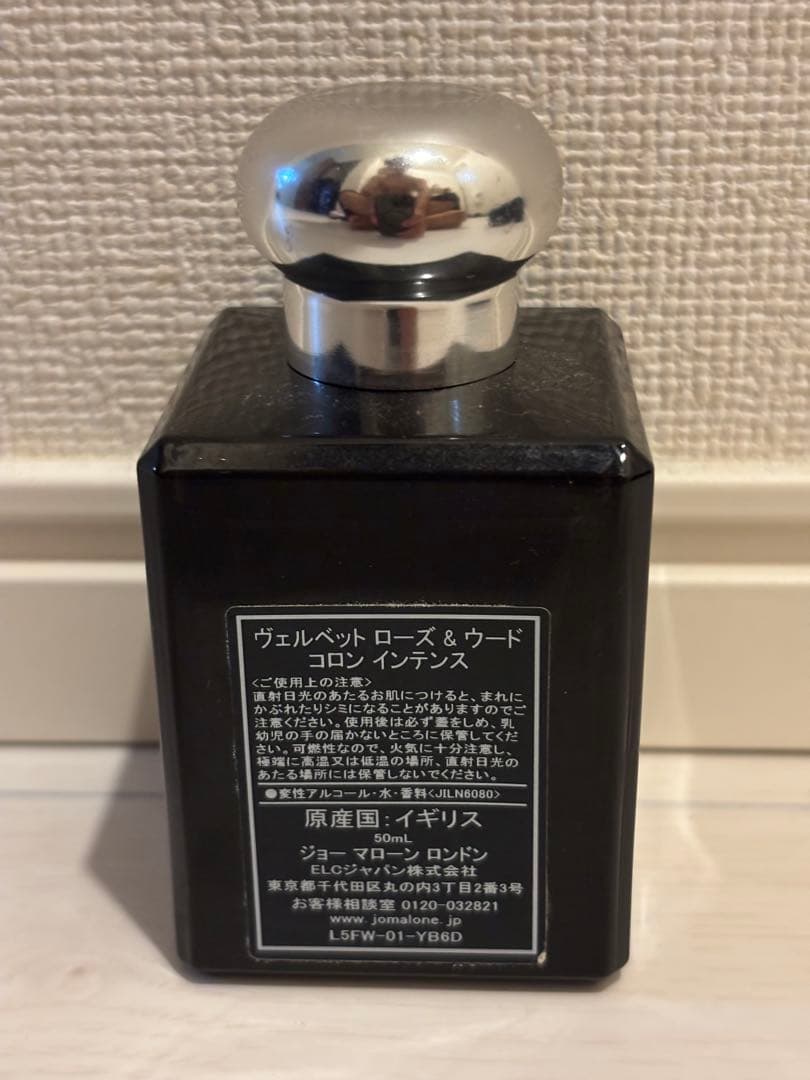 ヴェルベット ローズ & ウード
コロン インテンス
<ご使用上の注意>
直射日光のあたるお肌につけると、まれに
かぶれたりシミになることがありますのでご
注意ください。使用後は必ず蓋をしめ、乳
幼児の手の届かないところに保管してくだ
さい。可燃性なので、火気に十分注意し、
極端に高温又は低温の場所、直射日光の
あたる場所には保管しないでください。
●変性アルコール・水・香料<JILN6080>
原産国:イギリス
50mL
ジョー マローン ロンドン
ELCジャパン株式会社
東京都千代田区丸の内3丁目2番3号
お客様相談室 0120-032821
www.jomalone.jp
L5FW-01-YB6D